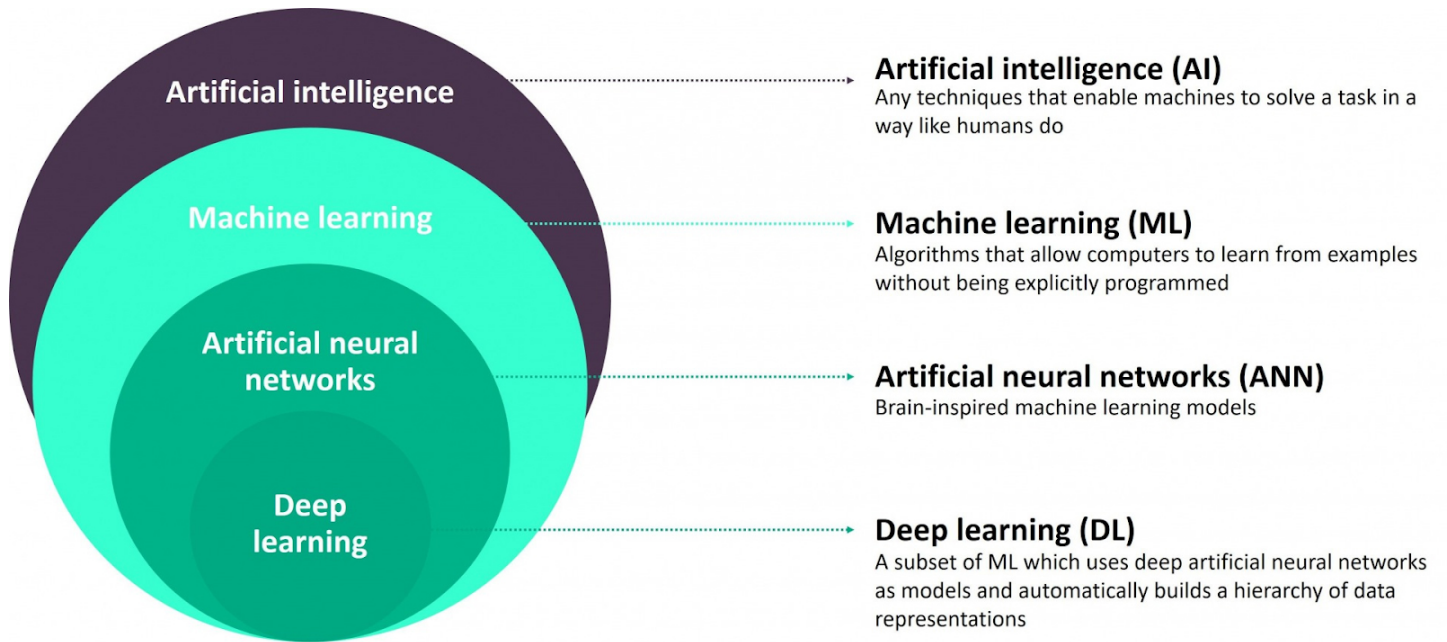 Artificial intelligence
Machine learning
Artificial neural
networks
Deep
learning
Artificial intelligence (AI)
Any techniques that enable machines to solve a task in a
way like humans do
Machine learning (ML)
Algorithms that allow computers to learn from examples
without being explicitly programmed
Artificial neural networks (ANN)
Brain-inspired machine learning models
Deep learning (DL)
A subset of ML which uses deep artificial neural networks
as models and automatically builds a hierarchy of data
representations